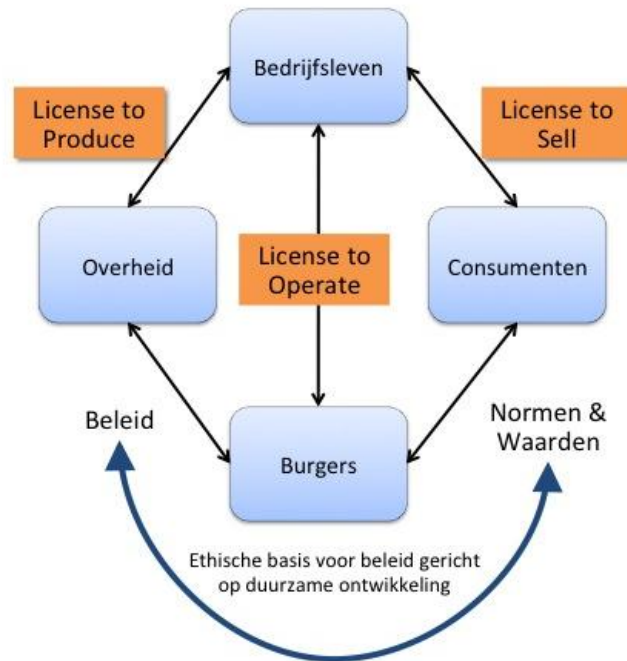 Bedrijfsleven
License to
Produce
License to
Sell
Overheid
License to
Operate
Consumenten
Beleid
Burgers
Normen &
Waarden
Ethische basis voor beleid gericht
op duurzame ontwikkeling